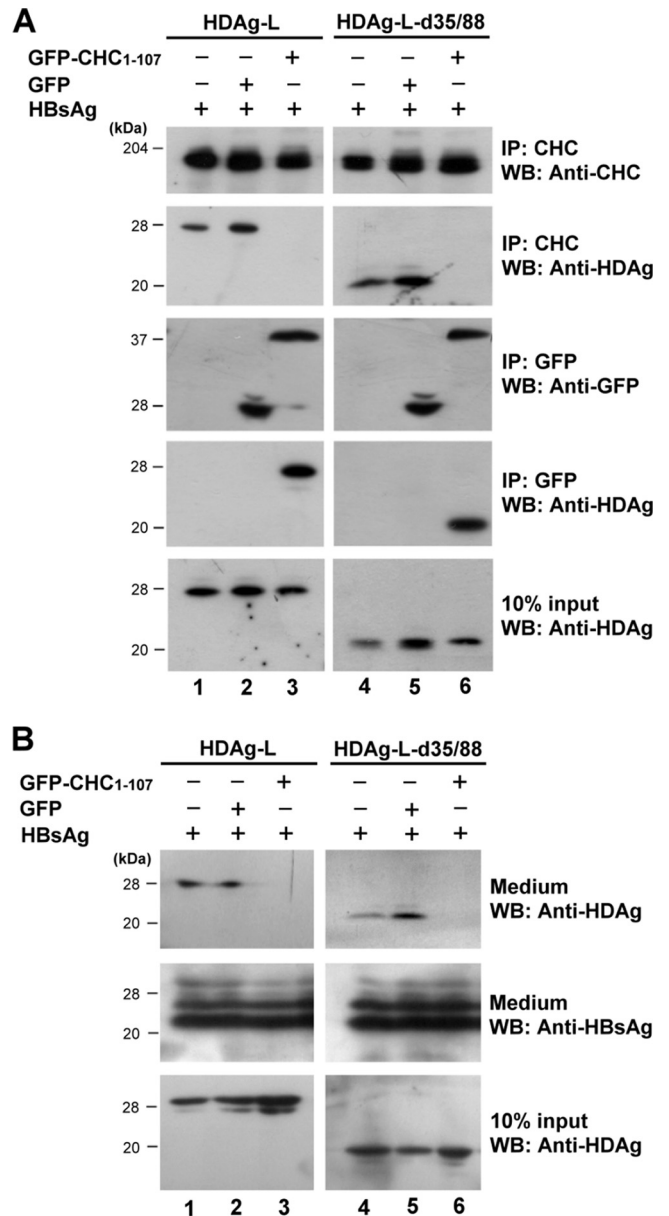 A
HDAg-L HDAg-L-d35/88
GFP-CHC1-107 – – + – – +
GFP – + – – + –
HBsAg + + + + + +
(kDa)
204
IP: CHC
WB: Anti-CHC
28
20
IP: CHC
WB: Anti-HDAg
37
28
IP: GFP
WB: Anti-GFP
28
20
IP: GFP
WB: Anti-HDAg
28
20
10% input
WB: Anti-HDAg
1 2 3 4 5 6
B
HDAg-L HDAg-L-d35/88
GFP-CHC1-107 – – + – – +
GFP – + – – + –
HBsAg + + + + + +
(kDa)
28
20
Medium
WB: Anti-HDAg
28
20
Medium
WB: Anti-HBsAg
28
20
10% input
WB: Anti-HDAg
1 2 3 4 5 6